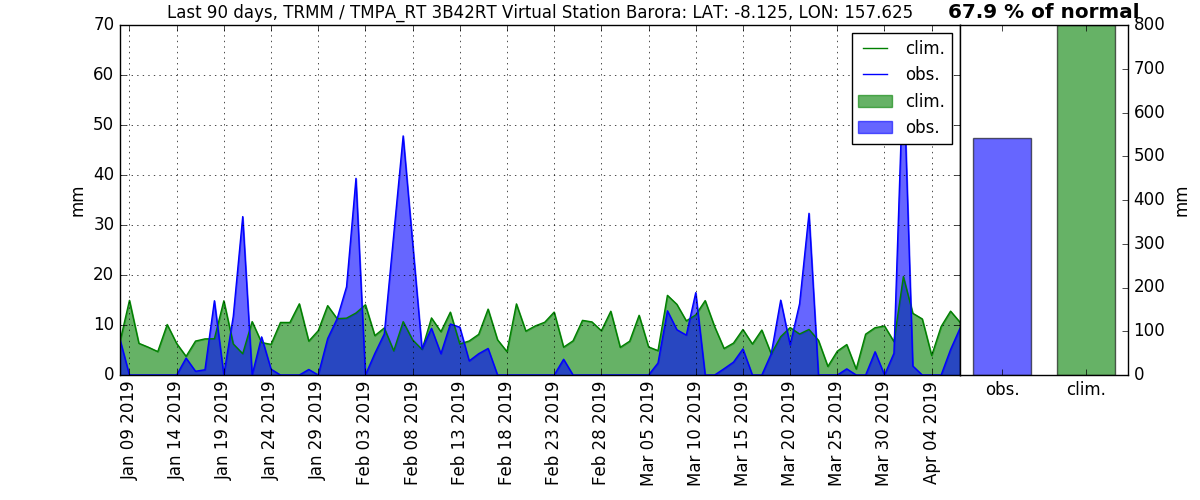 Last 90 days, TRMM / TMPA_RT 3B42RT Virtual Station Barora: LAT: -8.125, LON: 157.625
67.9 % of normal
70
60
50
40
30
20
10
0
mm
clim.
obs.
clim.
obs.
800
700
600
500
400
300
200
100
0
mm
Jan 09 2019
Jan 14 2019
Jan 19 2019
Jan 24 2019
Jan 29 2019
Feb 03 2019
Feb 08 2019
Feb 13 2019
Feb 18 2019
Feb 23 2019
Feb 28 2019
Mar 05 2019
Mar 10 2019
Mar 15 2019
Mar 20 2019
Mar 25 2019
Mar 30 2019
Apr 04 2019
obs.
clim.